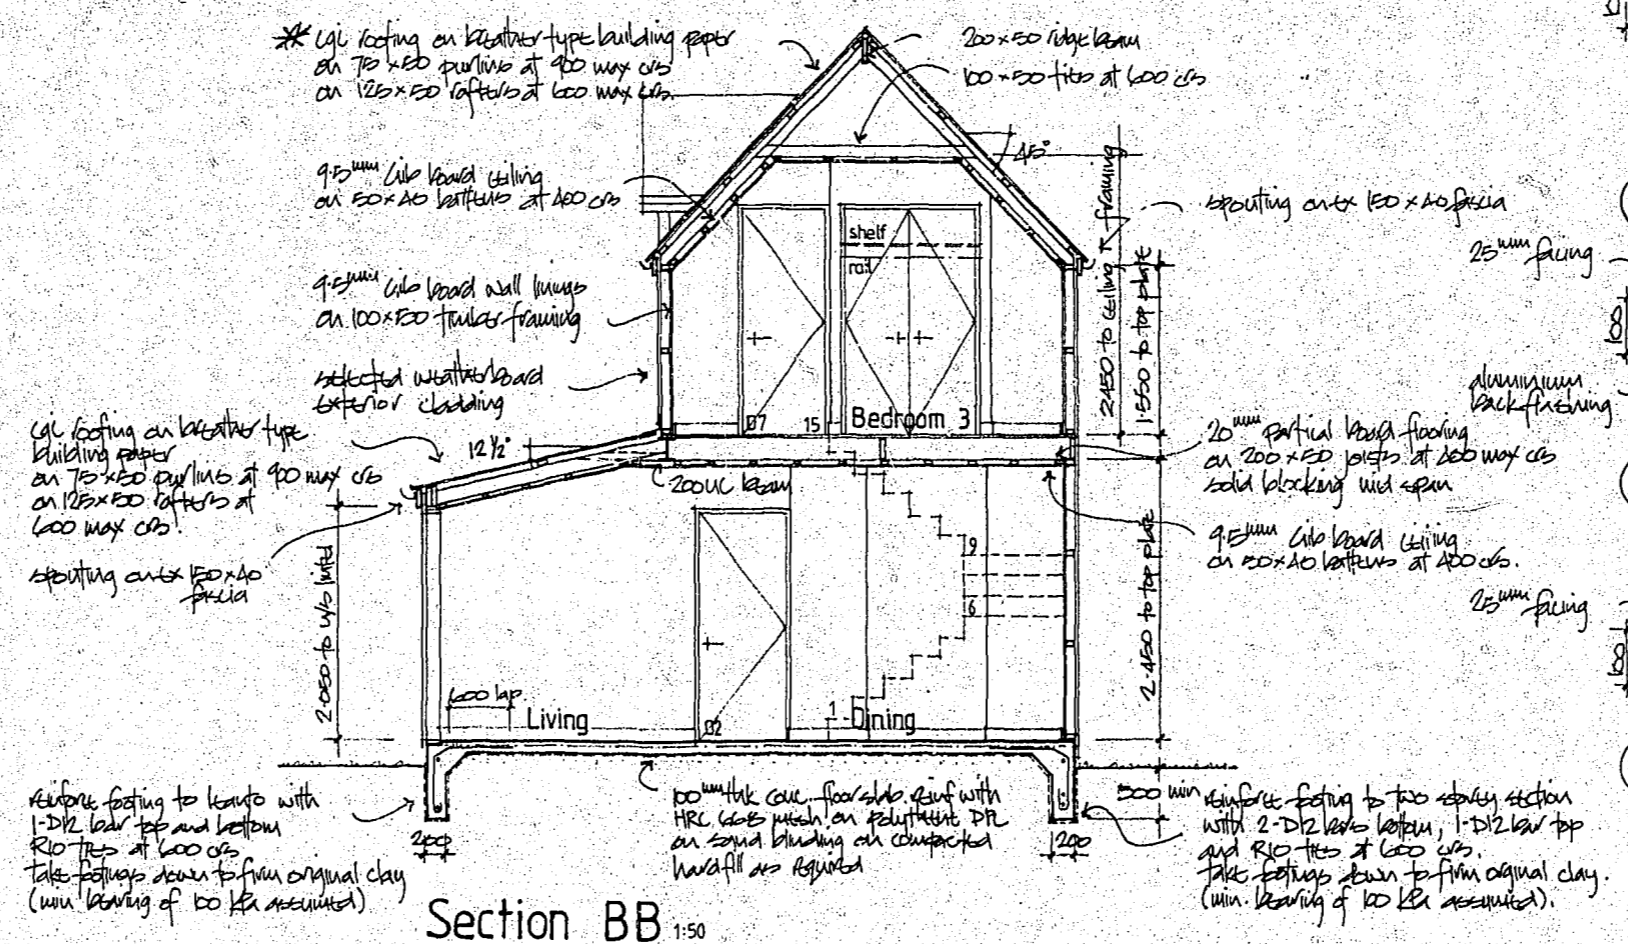 * cgi roofing on breather type building paper
on 75 x 50 purlins at 900 max crs
on 125 x 50 rafters at 600 max crs.
200 x 50 ridge beam
100 x 50 ties at 600 crs
45°
9.5mm Gib board ceiling
on 50 x 40 battens at 400 crs
spouting on ex 150 x 40 fascia
25mm facing
shelf
rail
9.5mm Gib board wall linings
on 100 x 50 timber framing
2450 to ceiling framing
1550 to top plate
selected weatherboard
exterior cladding
aluminium
back flashing
cgi roofing on breather type
building paper
on 75 x 50 purlins at 900 max crs
on 125 x 50 rafters at
600 max crs.
12½°
D7
15
Bedroom 3
20mm partical board flooring
on 200 x 50 joists at 400 max crs
solid blocking mid span
200UC beam
9.5mm Gib board ceiling
on 50 x 40 battens at 400 crs.
spouting on ex 150 x 40
fascia
9
6
25mm facing
2050 to u/s lintel
2450 to top plate
600 lap
Living
D2
1
Dining
reinforce footing to leanto with
1-D12 bar top and bottom
R10 ties at 600 crs
take footings down to firm original clay
(min bearing of 100 kPa assumed)
200
100mm thk conc. floor slab. reinf with
HRC 668 mesh on polythene DPC
on sand blinding on compacted
hardfill as required
200
300 min
reinforce footing to two storey section
with 2-D12 bars bottom, 1-D12 bar top
and R10 ties at 600 crs.
take footings down to firm orginal clay.
(min. bearing of 100 kPa assumed).
Section BB 1:50